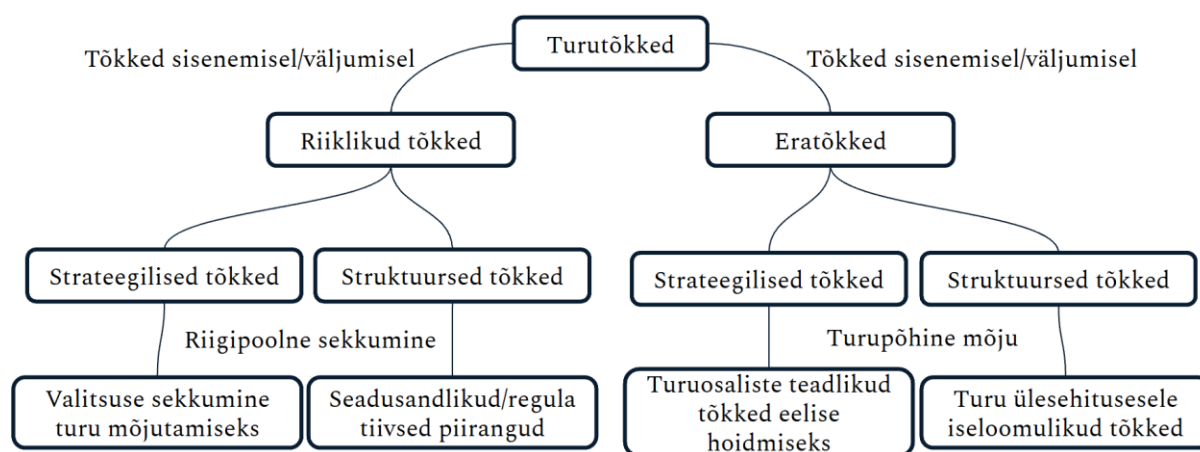 Turutõkked
Tõkked sisenemisel/väljumisel
Tõkked sisenemisel/väljumisel
Riiklikud tõkked
Eratõkked
Strateegilised tõkked
Struktuursed tõkked
Strateegilised tõkked
Struktuursed tõkked
Riigipoolne sekkumine
Turupõhine mõju
Valitsuse sekkumine
turu mõjutamiseks
Seadusandlikud/regula
tiivsed piirangud
Turuosaliste teadlikud
tõkked eelise
hoidmiseks
Turu ülesehitusesele
iseloomulikud tõkked